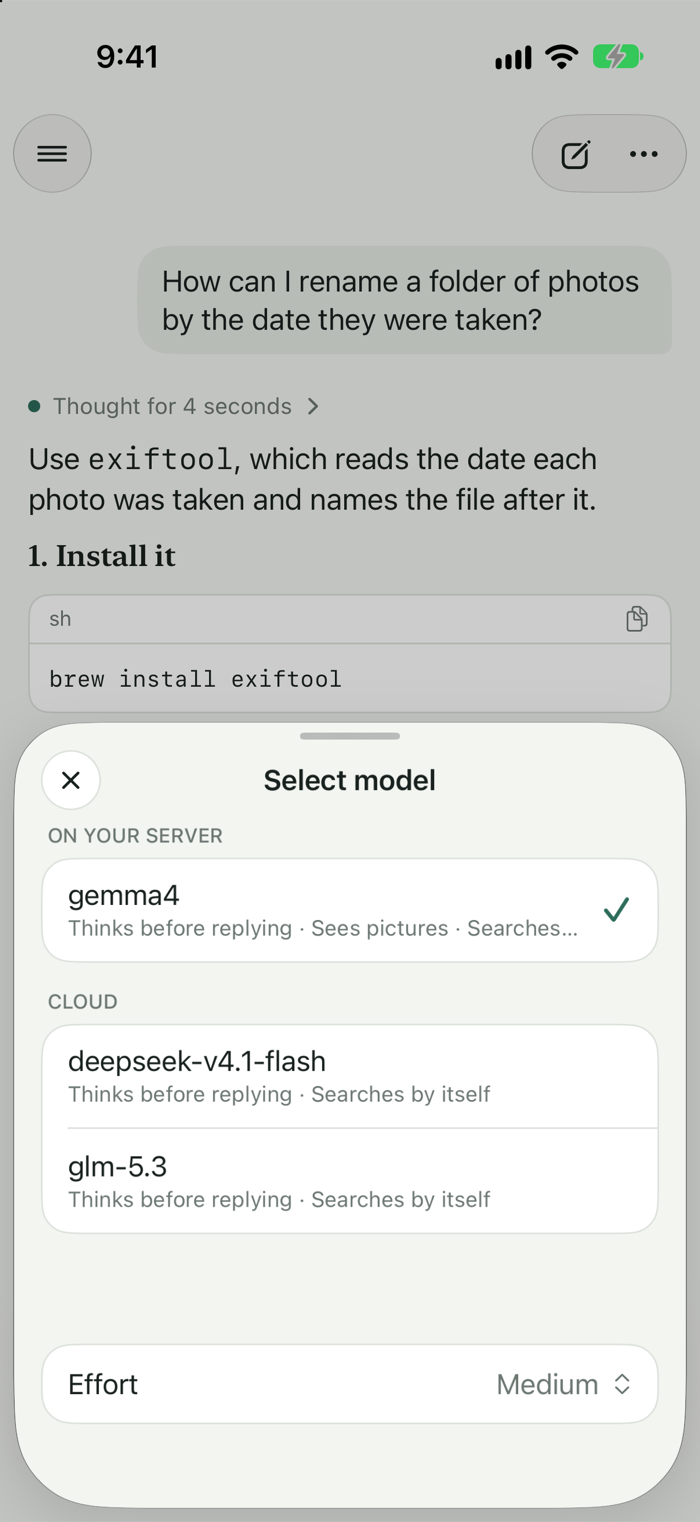 9:41
How can I rename a folder of photos
by the date they were taken?
Thought for 4 seconds
Use exiftool, which reads the date each
photo was taken and names the file after it.
1. Install it
sh
brew install exiftool
Select model
ON YOUR SERVER
gemma4
Thinks before replying · Sees pictures · Searches...
CLOUD
deepseek-v4.1-flash
Thinks before replying · Searches by itself
glm-5.3
Thinks before replying · Searches by itself
Effort Medium